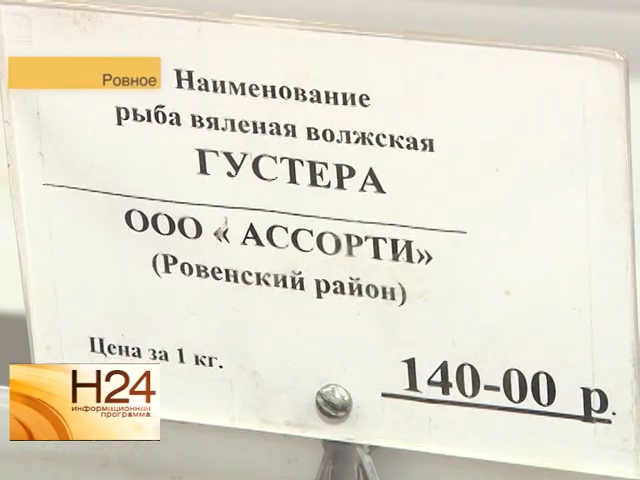 Ровное
Наименование
рыба вяленая волжская
ГУСТЕРА
ООО « АССОРТИ»
(Ровенский район)
Цена за 1 кг.
140-00 р.
Н24
информационная
программа